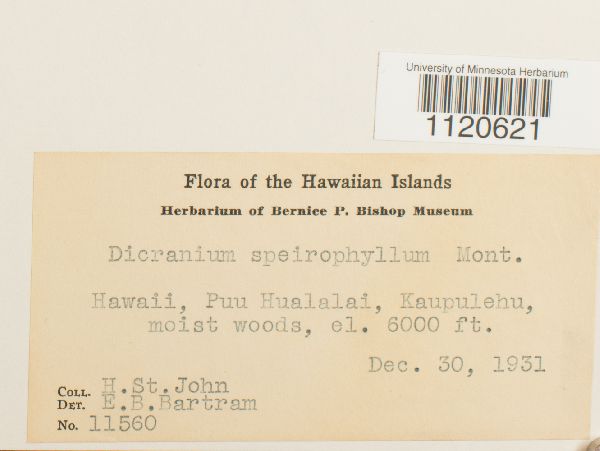 University of Minnesota Herbarium
1120621
Flora of the Hawaiian Islands
Herbarium of Bernice P. Bishop Museum
Dicranium speirophyllum Mont.
Hawaii, Puu Hualalai, Kaupulehu,
moist woods, el. 6000 ft.
Dec. 30, 1931
Coll. H.St.John
Det. E.B.Bartram
No. 11560